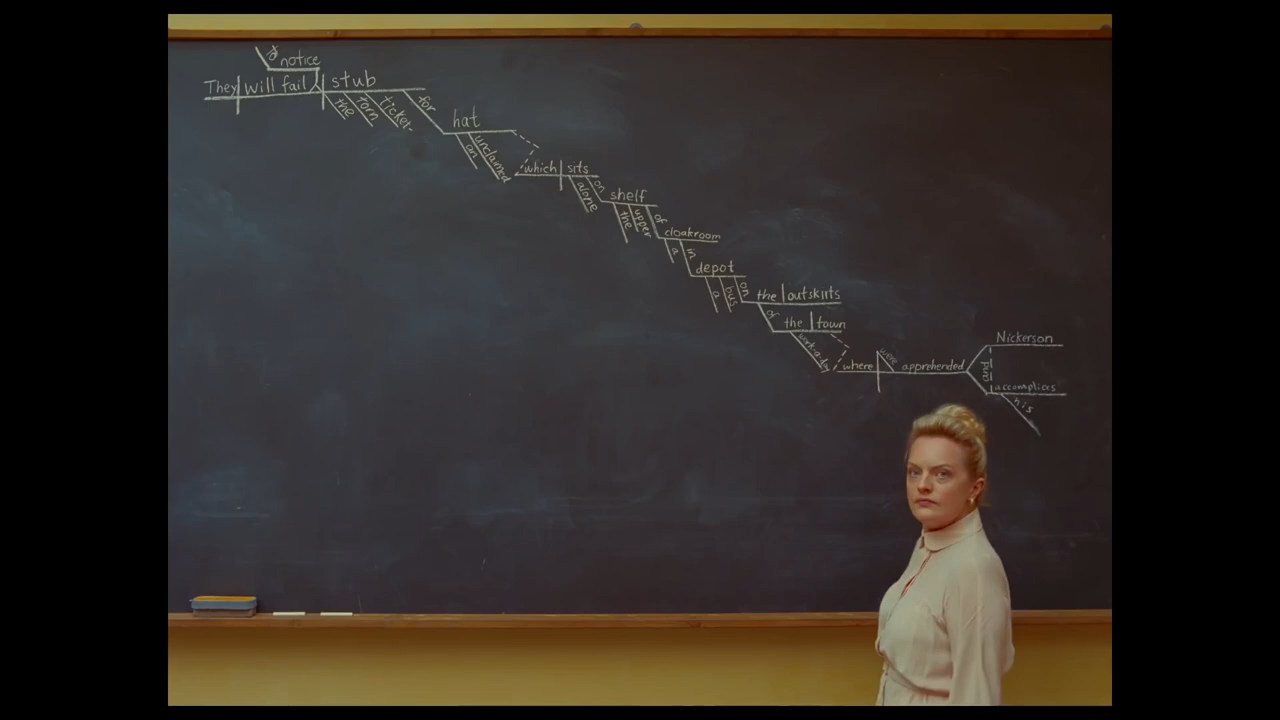 to notice
They will fail stub
the torn ticket- for
hat
an unclaimed
which sits
alone on
shelf
the upper of
cloakroom
a in
depot
a bus on
the outskirts
of
the town
work-a-day
Nickerson
where were apprehended and
accomplices
his